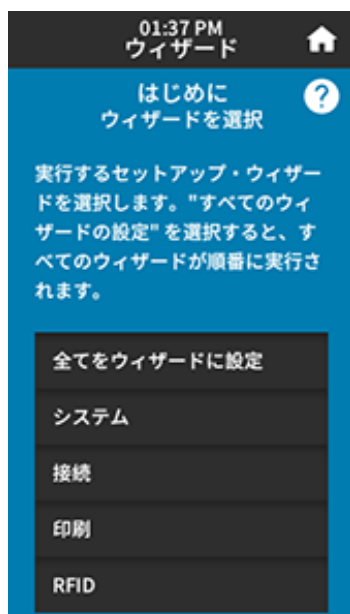 01:37 PM
ウィザード
はじめに
ウィザードを選択
?
実行するセットアップ・ウィザー
ドを選択します。"すべてのウィ
ザードの設定" を選択すると、す
べてのウィザードが順番に実行さ
れます。
全てをウィザードに設定
システム
接続
印刷
RFID